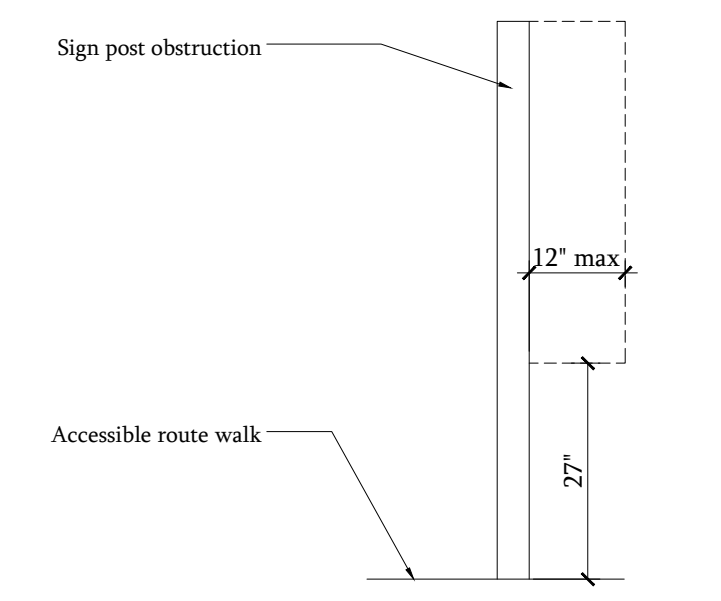 Sign post obstruction
12" max
Accessible route walk
27"